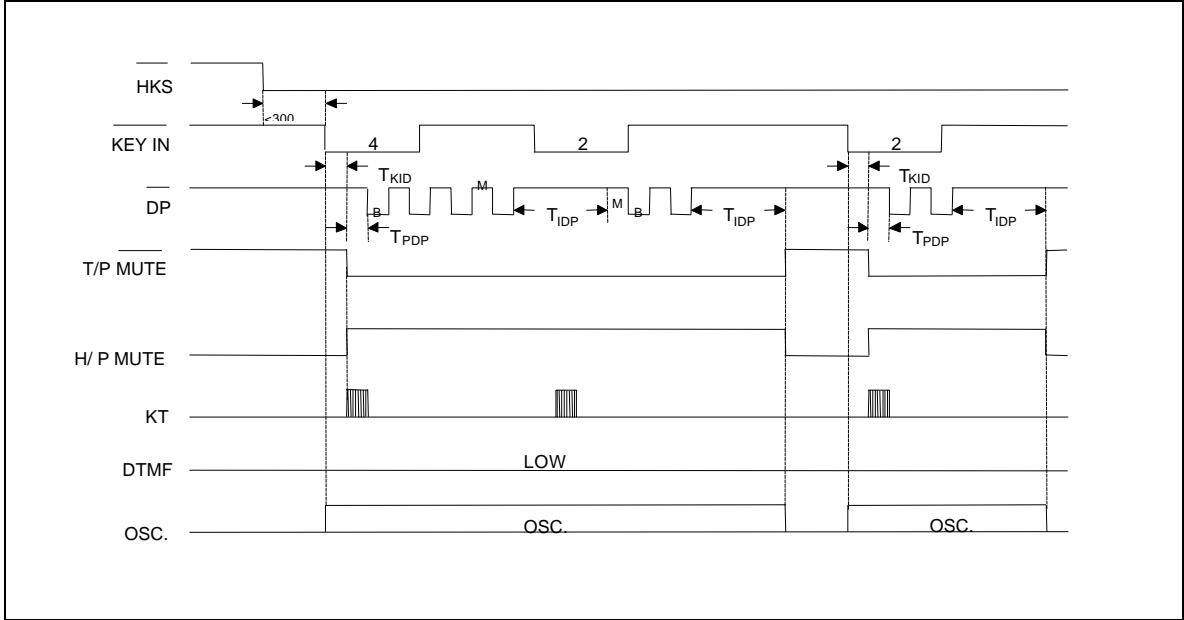 HKS
<300
KEY IN
4
2
2
TKID
TKID
DP
B
M
M
B
TIDP
TIDP
TIDP
TPDP
TPDP
T/P MUTE
H/ P MUTE
KT
DTMF
LOW
OSC.
OSC.
OSC.